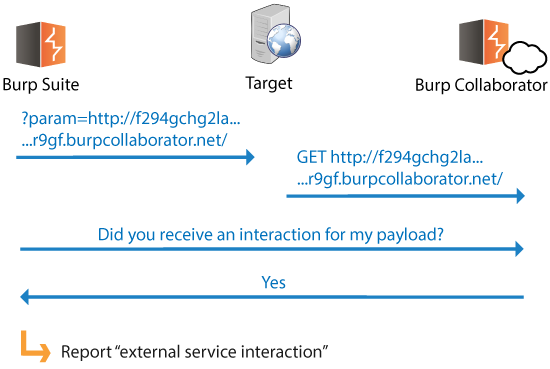 Burp Suite
Target
Burp Collaborator
?param=http://f294gchg2la...
...r9gf.burpcollaborator.net/
GET http://f294gchg2la...
...r9gf.burpcollaborator.net/
Did you receive an interaction for my payload?
Yes
Report “external service interaction”